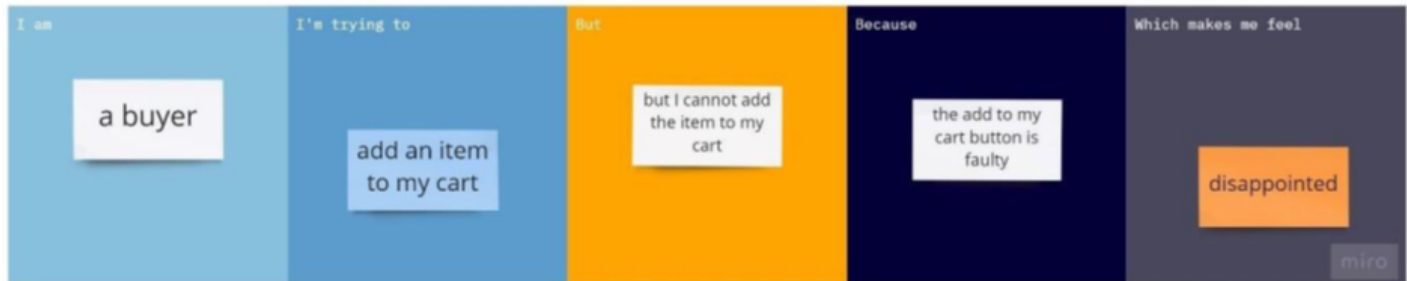 I am
a buyer
I'm trying to
add an item
to my cart
But
but I cannot add
the item to my
cart
Because
the add to my
cart button is
faulty
Which makes me feel
disappointed
miro